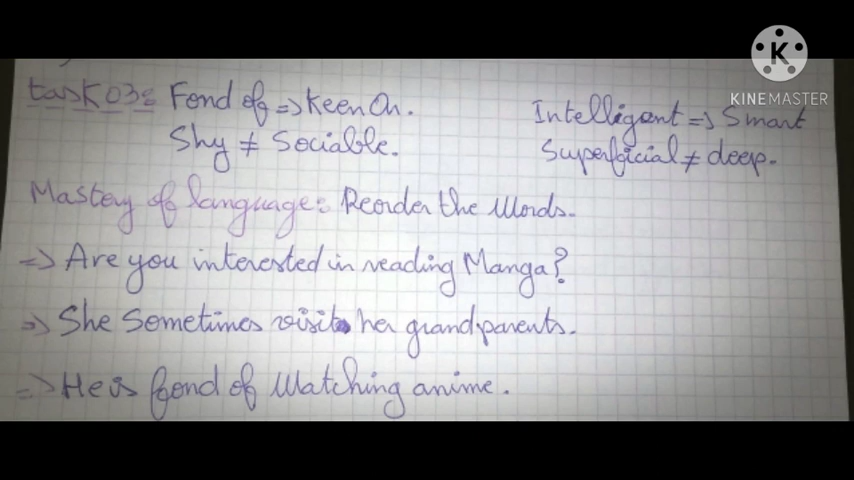 K
KINEMASTER
task 03: Fond of => Keen On.
Intelligent => Smart
Shy ≠ Sociable.
Superficial ≠ deep.
Mastery of language: Reorder the Words.
=> Are you interested in reading Manga?
=> She Sometimes visits her grandparents.
=> He is fond of Watching anime.